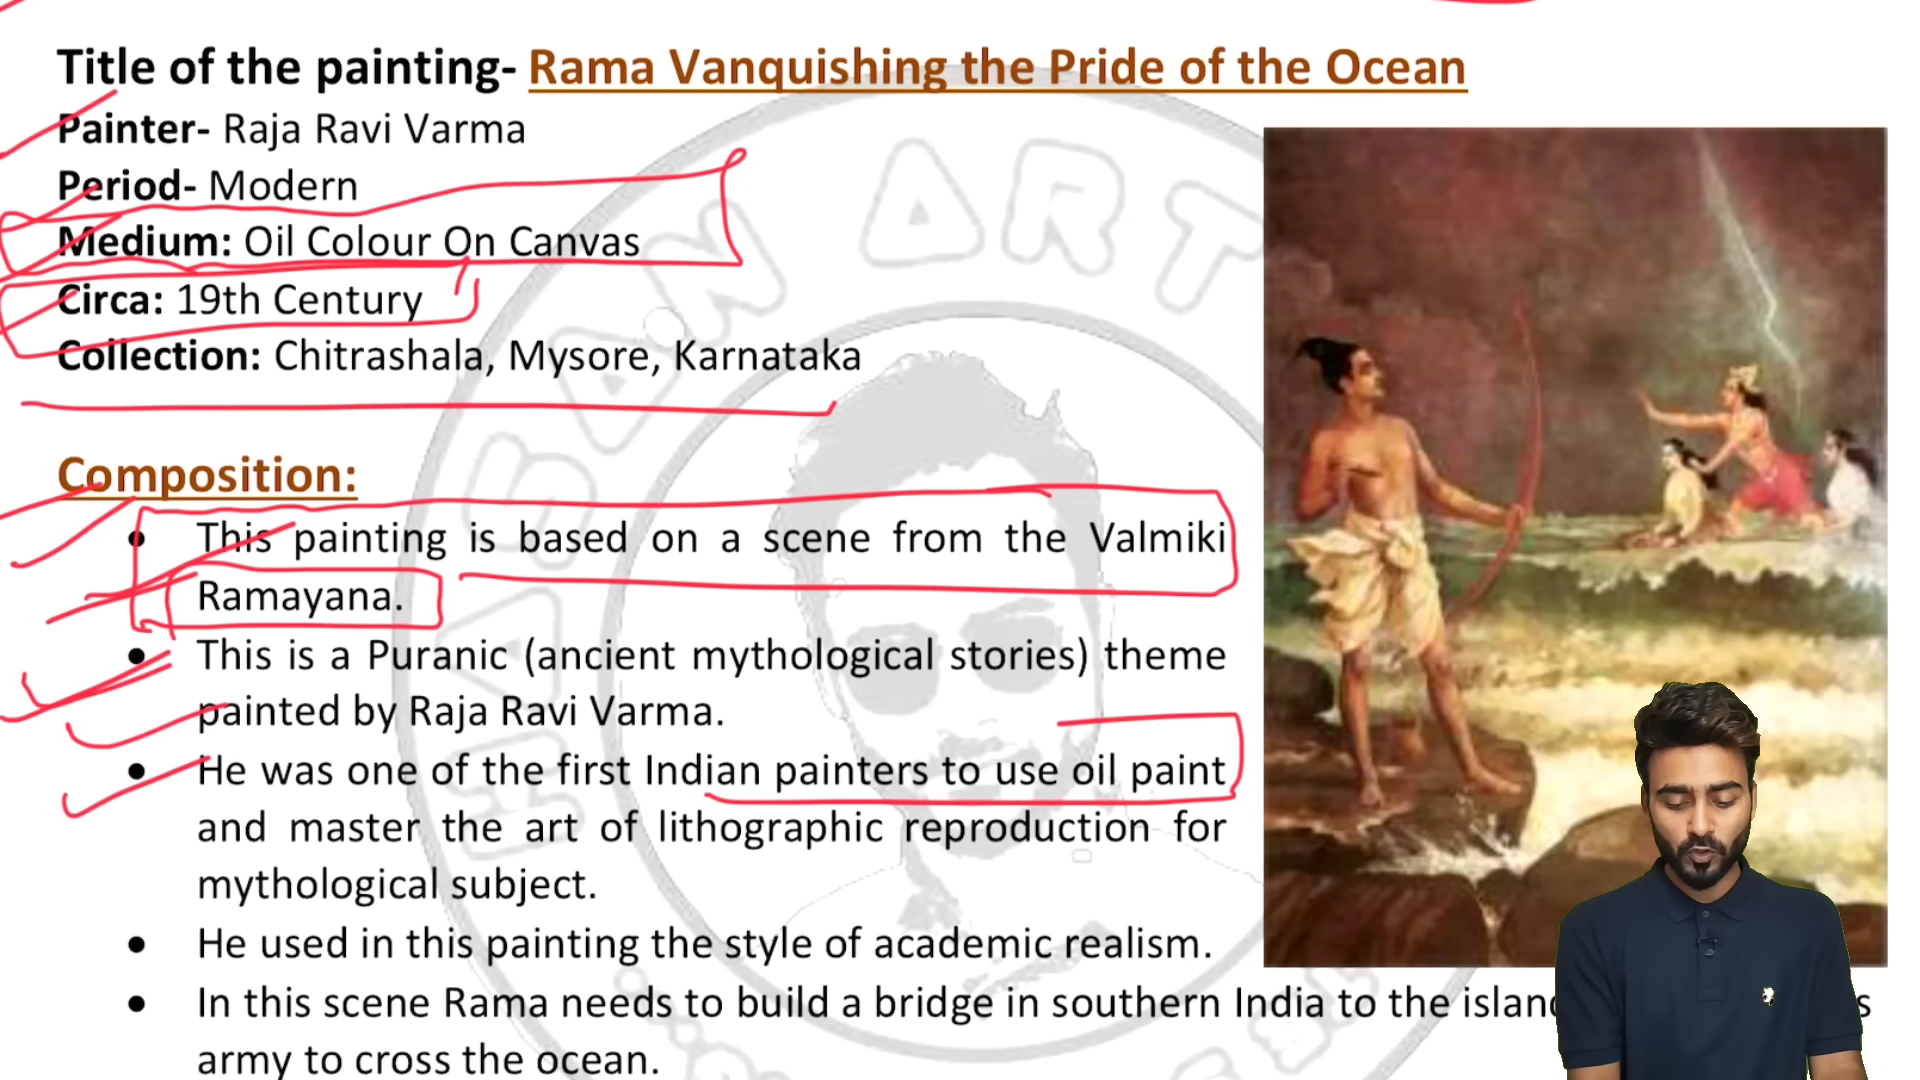 Title of the painting- Rama Vanquishing the Pride of the Ocean
Painter- Raja Ravi Varma
Period- Modern
Medium: Oil Colour On Canvas
Circa: 19th Century
Collection: Chitrashala, Mysore, Karnataka
Composition:
• This painting is based on a scene from the Valmiki
Ramayana.
• This is a Puranic (ancient mythological stories) theme
painted by Raja Ravi Varma.
• He was one of the first Indian painters to use oil paint
and master the art of lithographic reproduction for
mythological subject.
• He used in this painting the style of academic realism.
• In this scene Rama needs to build a bridge in southern India to the
army to cross the ocean.